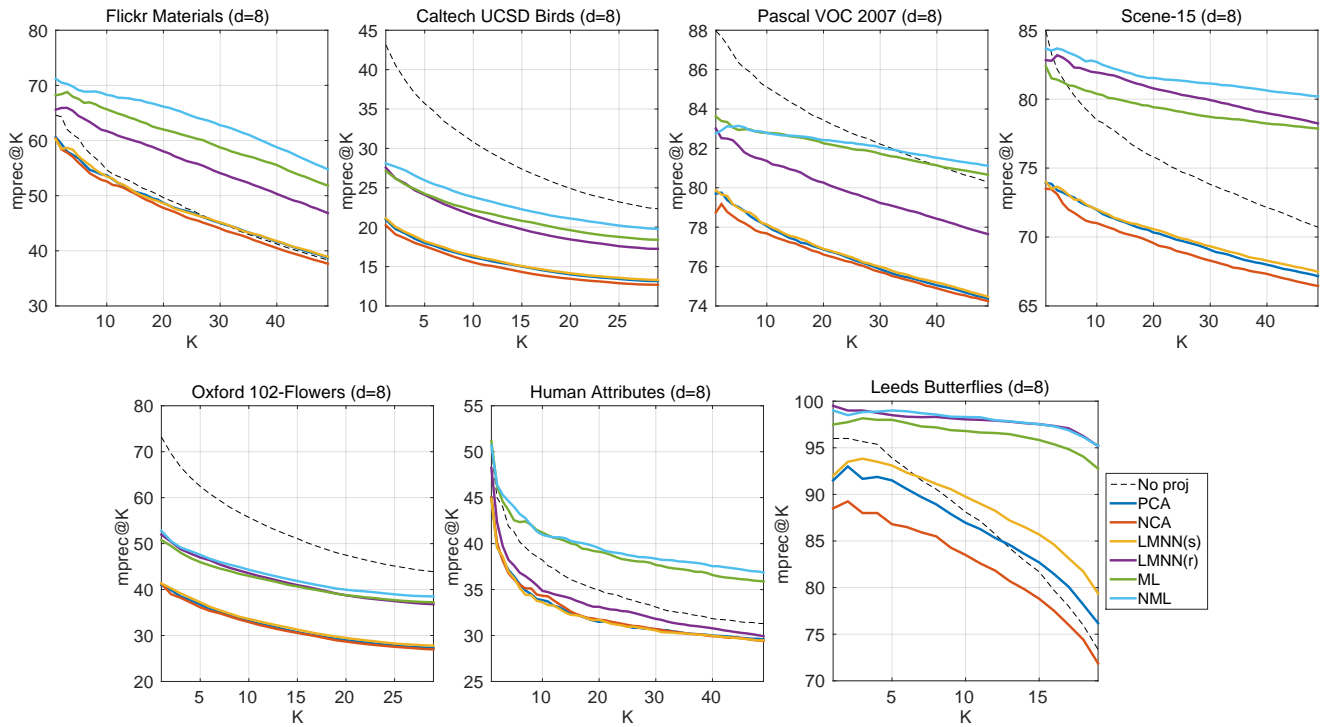 Flickr Materials (d=8)
80
70
60
50
40
30
10
20
30
40
K
mprec@K
Caltech UCSD Birds (d=8)
45
40
35
30
25
20
15
10
5
10
15
20
25
K
mprec@K
Pascal VOC 2007 (d=8)
88
86
84
82
80
78
76
74
10
20
30
40
K
mprec@K
Scene-15 (d=8)
85
80
75
70
65
10
20
30
40
K
mprec@K
Oxford 102-Flowers (d=8)
80
70
60
50
40
30
20
5
10
15
20
25
K
mprec@K
Human Attributes (d=8)
55
50
45
40
35
30
25
10
20
30
40
K
mprec@K
Leeds Butterflies (d=8)
100
95
90
85
80
75
70
5
10
15
K
mprec@K
No proj
PCA
NCA
LMNN(s)
LMNN(r)
ML
NML